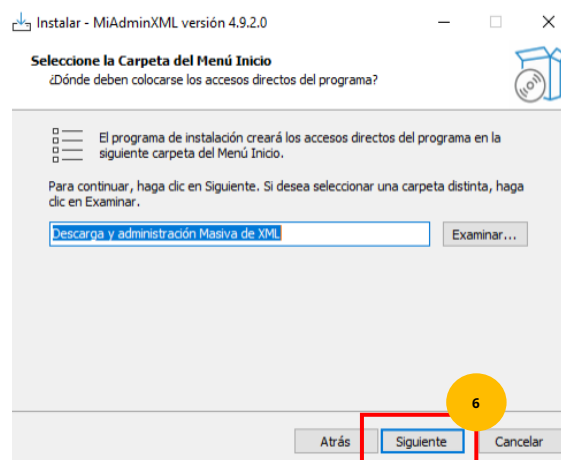 Instalar - MiAdminXML versión 4.9.2.0
Seleccione la Carpeta del Menú Inicio
¿Dónde deben colocarse los accesos directos del programa?
El programa de instalación creará los accesos directos del programa en la
siguiente carpeta del Menú Inicio.
Para continuar, haga clic en Siguiente. Si desea seleccionar una carpeta distinta, haga
clic en Examinar.
Descarga y administración Masiva de XML
Examinar...
6
Atrás
Siguiente
Cancelar